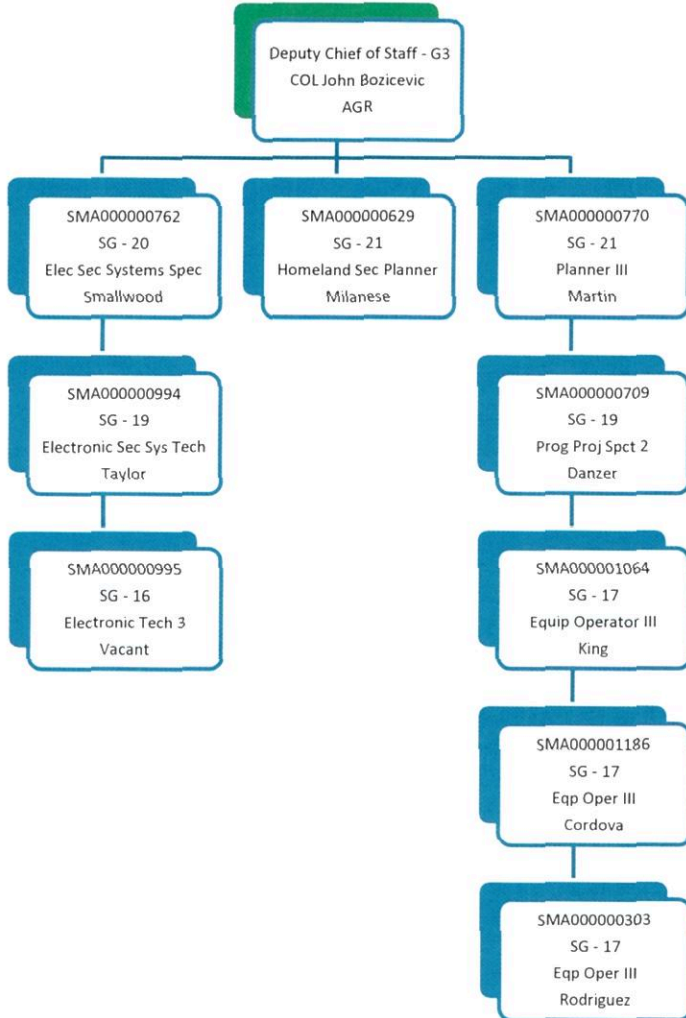 Deputy Chief of Staff - G3
COL John Bozicevic
AGR
SMA000000762
SG - 20
Elec Sec Systems Spec
Smallwood
SMA000000629
SG - 21
Homeland Sec Planner
Milanese
SMA000000770
SG - 21
Planner III
Martin
SMA000000994
SG - 19
Electronic Sec Sys Tech
Taylor
SMA000000709
SG - 19
Prog Proj Spct 2
Danzer
SMA000000995
SG - 16
Electronic Tech 3
Vacant
SMA000001064
SG - 17
Equip Operator III
King
SMA000001186
SG - 17
Eqp Oper III
Cordova
SMA000000303
SG - 17
Eqp Oper III
Rodriguez